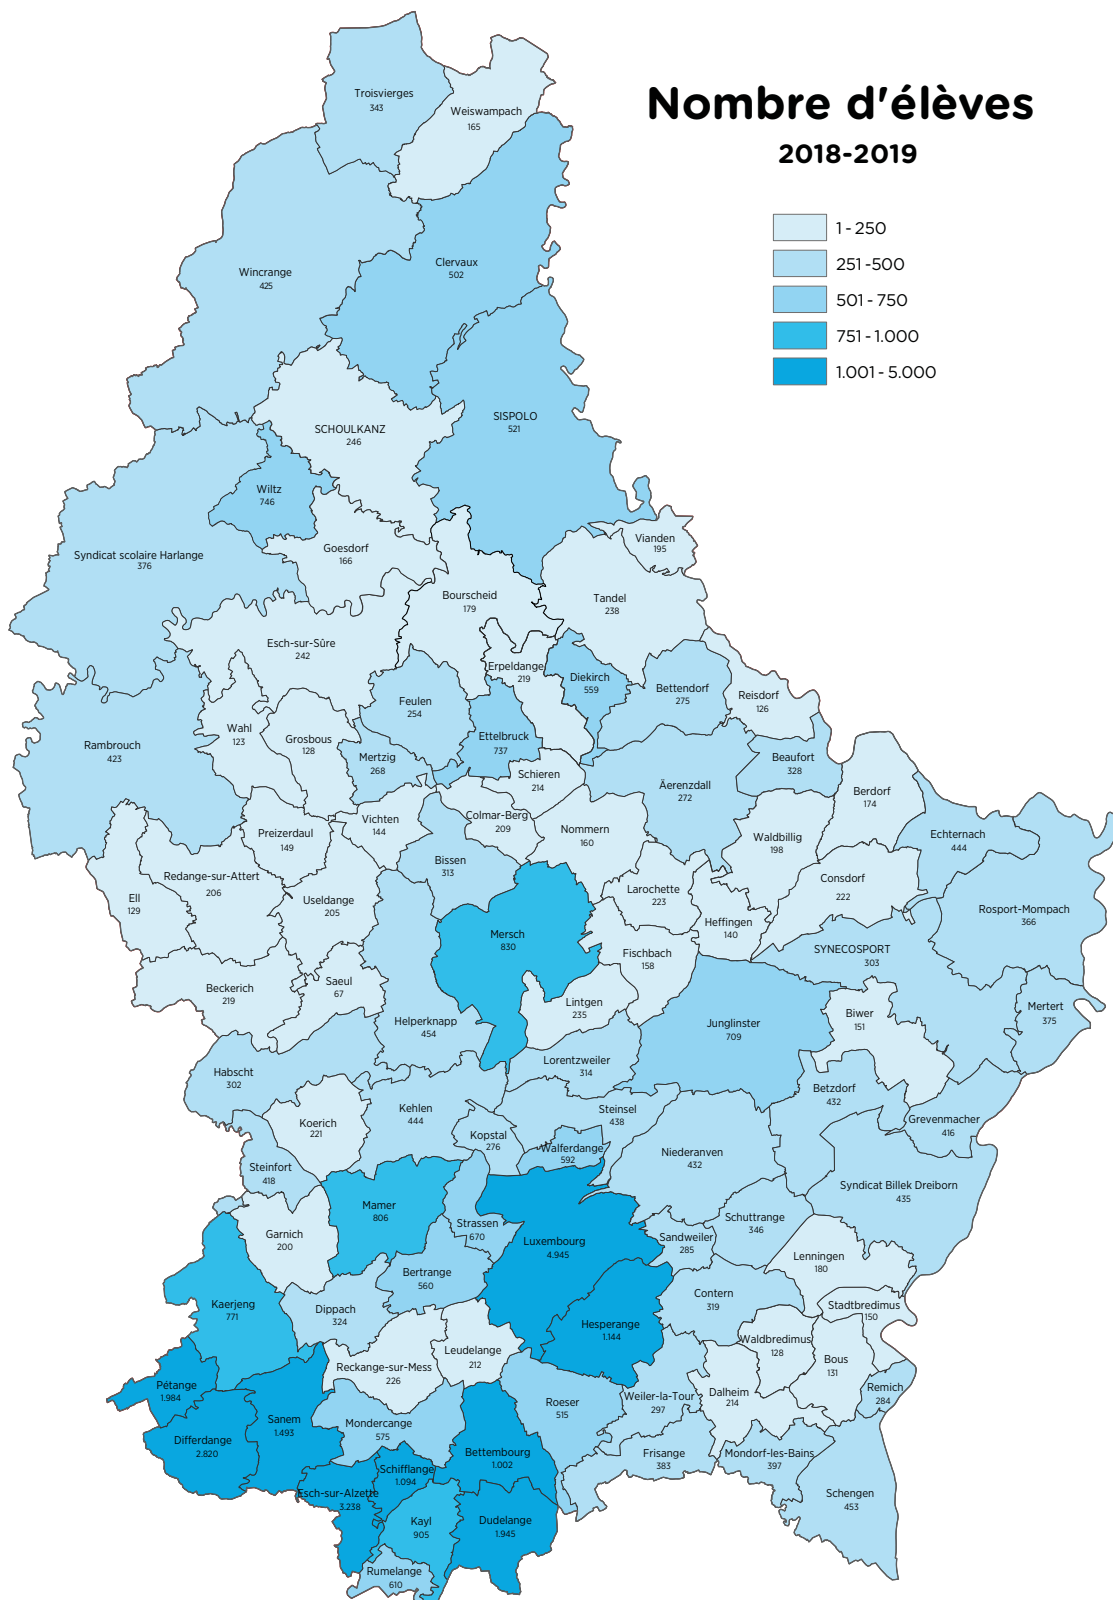 Nombre d'élèves
2018-2019
1 - 250
251 - 500
501 - 750
751 - 1.000
1.001 - 5.000
Troisvierges
343
Weiswampach
165
Wincrange
425
Clervaux
502
SCHOULKANZ
246
SISPOLO
521
Wiltz
746
Syndicat scolaire Harlange
376
Goesdorf
166
Vianden
195
Bourscheid
179
Tandel
238
Esch-sur-Sûre
242
Erpeldange
219
Diekirch
559
Bettendorf
275
Reisdorf
126
Feulen
254
Rambrouch
423
Wahl
123
Grosbous
128
Mertzig
268
Ettelbruck
737
Schieren
214
Äerenzdall
272
Beaufort
328
Berdorf
174
Preizerdaul
149
Vichten
144
Colmar-Berg
209
Nommern
160
Waldbillig
198
Echternach
444
Redange-sur-Attert
206
Bissen
313
Ell
129
Useldange
205
Larochette
223
Consdorf
222
Heffingen
140
Rosport-Mompach
366
Mersch
830
Fischbach
158
SYNECOSPORT
303
Beckerich
219
Saeul
67
Lintgen
235
Helperknapp
454
Junglinster
709
Biwer
151
Mertert
375
Habscht
302
Lorentzweiler
314
Betzdorf
432
Koerich
221
Kehlen
444
Steinsel
438
Kopstal
276
Walferdange
592
Grevenmacher
416
Niederanven
432
Steinfort
418
Syndicat Billek Dreiborn
435
Mamer
806
Garnich
200
Strassen
670
Luxembourg
4.945
Sandweiler
285
Schuttrange
346
Lenningen
180
Bertrange
560
Kaerjeng
771
Dippach
324
Contern
319
Stadtbredimus
150
Hesperange
1.144
Waldbredimus
128
Leudelange
212
Reckange-sur-Mess
226
Bous
131
Pétange
1.984
Remich
284
Dalheim
214
Weiler-la-Tour
297
Roeser
515
Sanem
1.493
Mondercange
575
Differdange
2.820
Bettembourg
1.002
Frisange
383
Mondorf-les-Bains
397
Schifflange
1.094
Esch-sur-Alzette
3.238
Schengen
453
Kayl
905
Dudelange
1.945
Rumelange
610